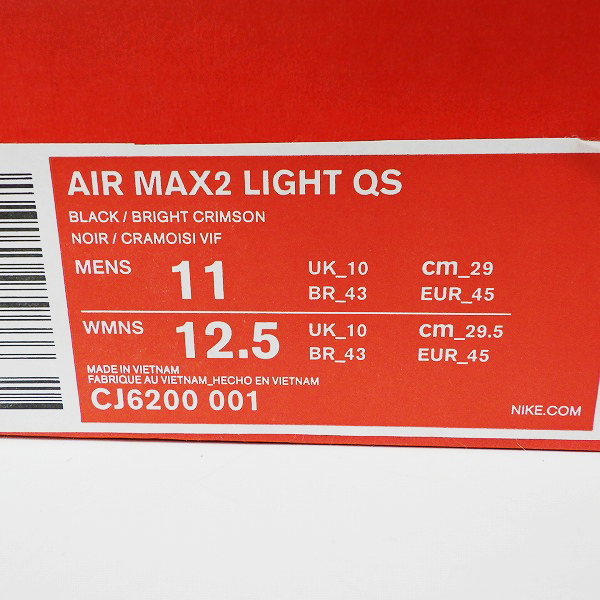 AIR MAX2 LIGHT QS
BLACK / BRIGHT CRIMSON
NOIR / CRAMOISI VIF
MENS 11 UK_10 cm_29
BR_43 EUR_45
WMNS 12.5 UK_10 cm_29.5
BR_43 EUR_45
MADE IN VIETNAM
FABRIQUE AU VIETNAM_HECHO EN VIETNAM
CJ6200 001
NIKE.COM